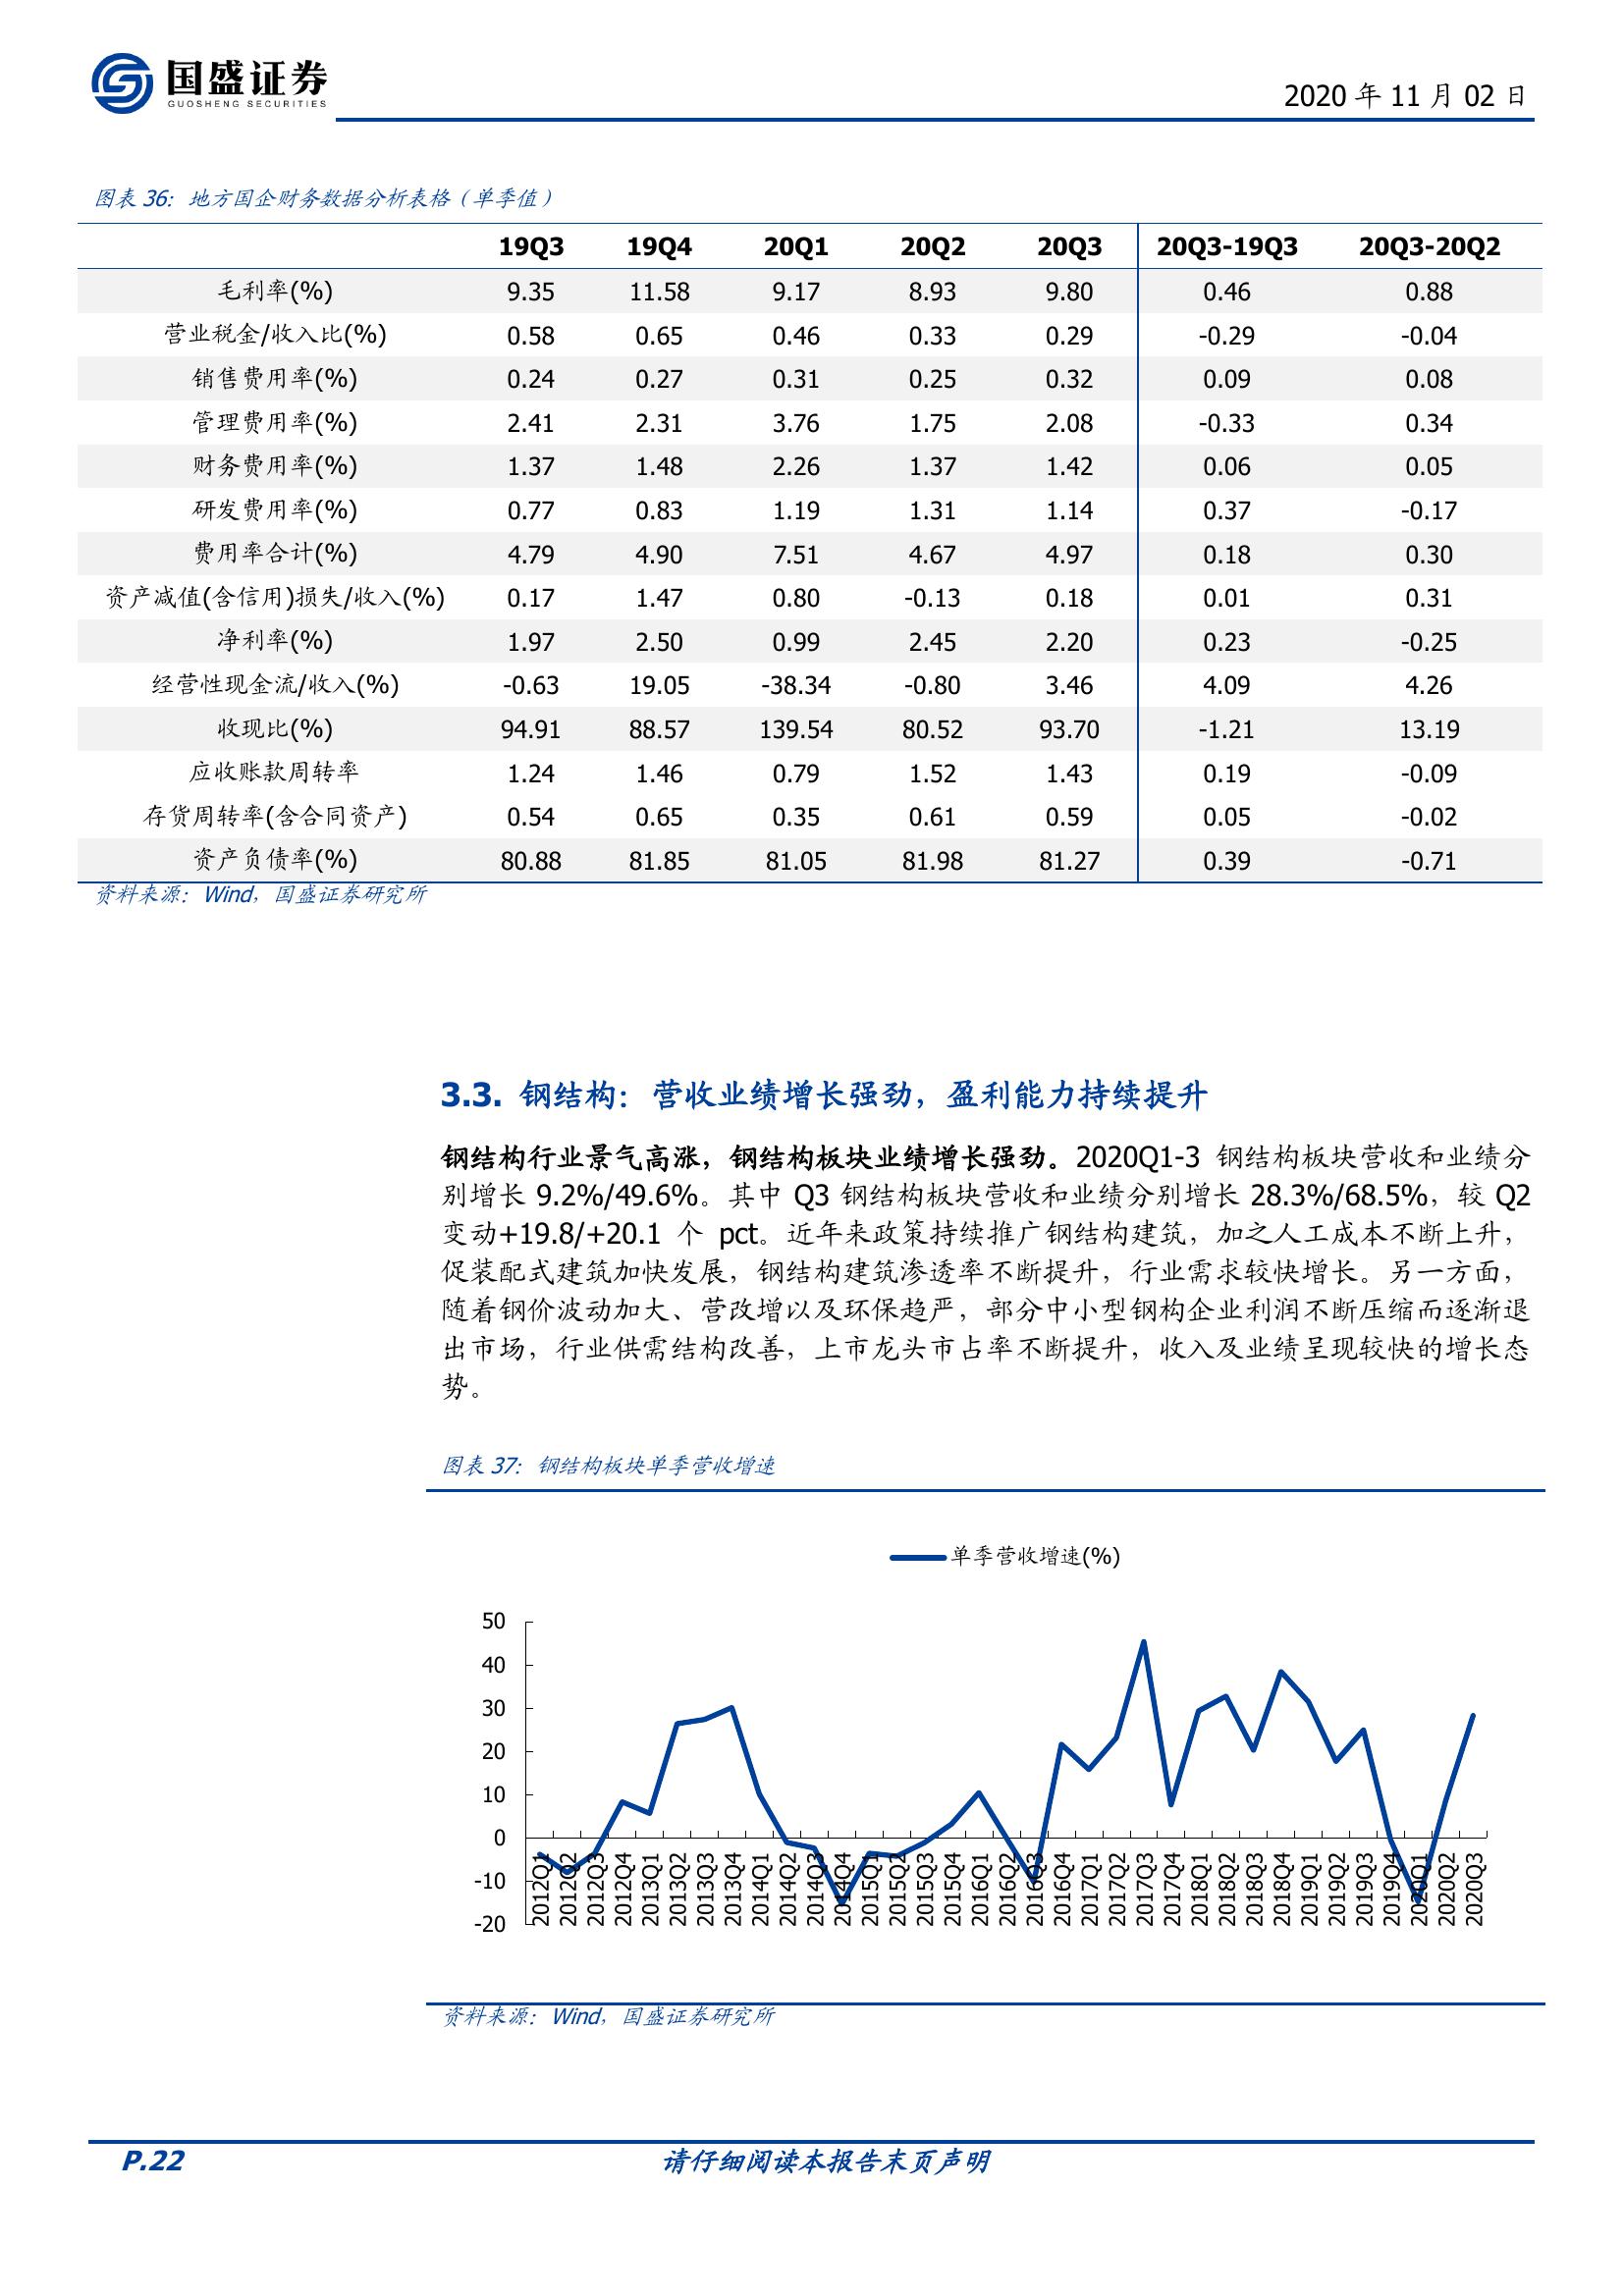 国盛证券
GUOSHENG SECURITIES
2020 年 11 月 02 日
图表 36：地方国企财务数据分析表格（单季值）
19Q3 19Q4 20Q1 20Q2 20Q3 20Q3-19Q3 20Q3-20Q2
毛利率(%) 9.35 11.58 9.17 8.93 9.80 0.46 0.88
营业税金/收入比(%) 0.58 0.65 0.46 0.33 0.29 -0.29 -0.04
销售费用率(%) 0.24 0.27 0.31 0.25 0.32 0.09 0.08
管理费用率(%) 2.41 2.31 3.76 1.75 2.08 -0.33 0.34
财务费用率(%) 1.37 1.48 2.26 1.37 1.42 0.06 0.05
研发费用率(%) 0.77 0.83 1.19 1.31 1.14 0.37 -0.17
费用率合计(%) 4.79 4.90 7.51 4.67 4.97 0.18 0.30
资产减值(含信用)损失/收入(%) 0.17 1.47 0.80 -0.13 0.18 0.01 0.31
净利率(%) 1.97 2.50 0.99 2.45 2.20 0.23 -0.25
经营性现金流/收入(%) -0.63 19.05 -38.34 -0.80 3.46 4.09 4.26
收现比(%) 94.91 88.57 139.54 80.52 93.70 -1.21 13.19
应收账款周转率 1.24 1.46 0.79 1.52 1.43 0.19 -0.09
存货周转率(含合同资产) 0.54 0.65 0.35 0.61 0.59 0.05 -0.02
资产负债率(%) 80.88 81.85 81.05 81.98 81.27 0.39 -0.71
资料来源：Wind，国盛证券研究所
3.3. 钢结构：营收业绩增长强劲，盈利能力持续提升
钢结构行业景气高涨，钢结构板块业绩增长强劲。2020Q1-3 钢结构板块营收和业绩分
别增长 9.2%/49.6%。其中 Q3 钢结构板块营收和业绩分别增长 28.3%/68.5%，较 Q2
变动+19.8/+20.1 个 pct。近年来政策持续推广钢结构建筑，加之人工成本不断上升，
促装配式建筑加快发展，钢结构建筑渗透率不断提升，行业需求较快增长。另一方面，
随着钢价波动加大、营改增以及环保趋严，部分中小型钢构企业利润不断压缩而逐渐退
出市场，行业供需结构改善，上市龙头市占率不断提升，收入及业绩呈现较快的增长态
势。
图表 37：钢结构板块单季营收增速
单季营收增速(%)
50
40
30
20
10
0
-10
-20
2012Q1 2012Q2 2012Q3 2012Q4 2013Q1 2013Q2 2013Q3 2013Q4 2014Q1 2014Q2 2014Q3 2014Q4 2015Q1 2015Q2 2015Q3 2015Q4 2016Q1 2016Q2 2016Q3 2016Q4 2017Q1 2017Q2 2017Q3 2017Q4 2018Q1 2018Q2 2018Q3 2018Q4 2019Q1 2019Q2 2019Q3 2019Q4 2020Q1 2020Q2 2020Q3
资料来源：Wind，国盛证券研究所
P.22 请仔细阅读本报告末页声明